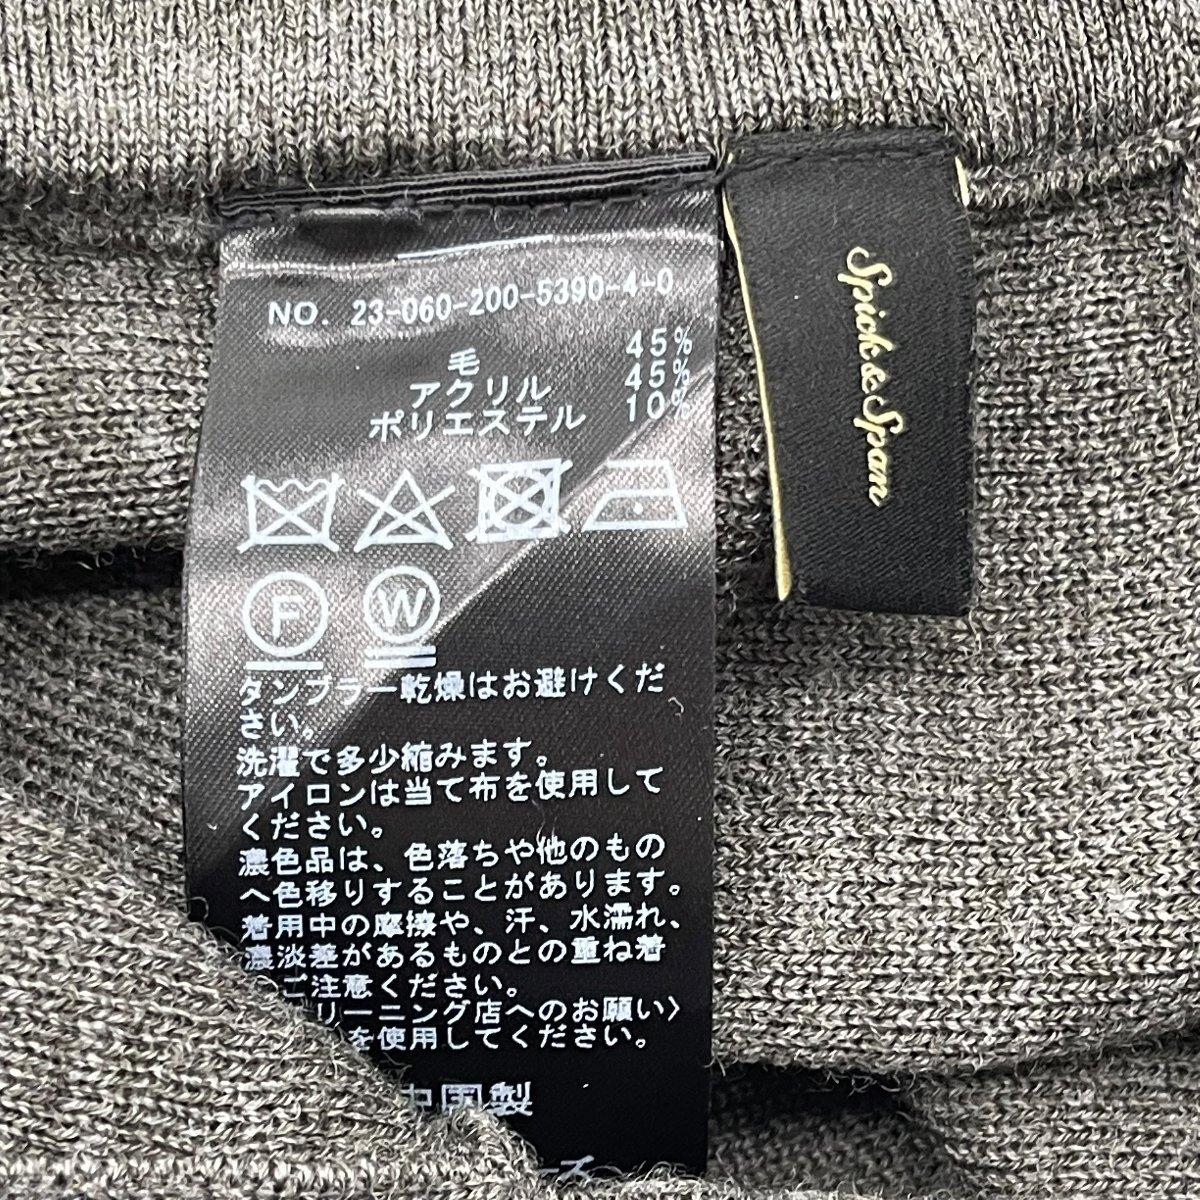 NO. 23-060-200-5390-4-0
毛 45%
アクリル 45%
ポリエステル 10%
F
W
タンブラー乾燥はお避けくだ
さい。
洗濯で多少縮みます。
アイロンは当て布を使用して
ください。
濃色品は、色落ちや他のもの
へ色移りすることがあります。
着用中の摩擦や、汗、水濡れ、
濃淡差があるものとの重ね着
ご注意ください。
リーニング店へのお願い〉
を使用してください。
中国製
ーズ
Spick&Span